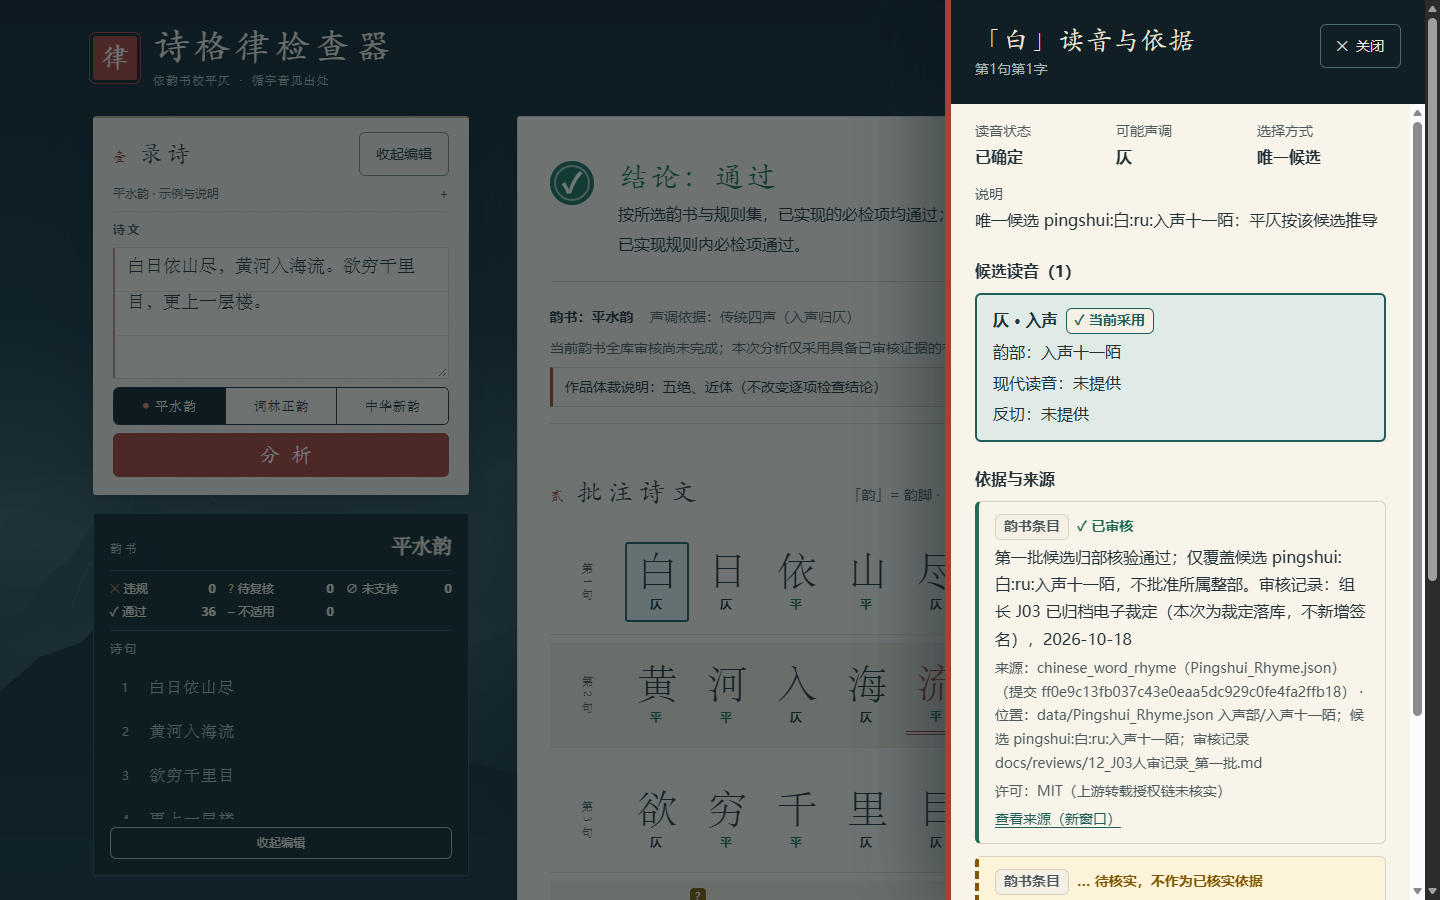 律
诗格律检查器
依韵书校平仄 · 循字音见出处
壹 录诗
收起编辑
平水韵 · 示例与说明 +
诗文
白日依山尽，黄河入海流。欲穷千里
目，更上一层楼。
平水韵 词林正韵 中华新韵
分析
韵书 平水韵
× 违规 0 ? 待复核 0 ⊘ 未支持 0
✓ 通过 36 – 不适用 0
诗句
1 白日依山尽
2 黄河入海流
3 欲穷千里目
4 更上一层楼
收起编辑
结论：通过
按所选韵书与规则集，已实现的必检项均通过；
已实现规则内必检项通过。
韵书：平水韵 声调依据：传统四声（入声归仄）
当前韵书全库审核尚未完成；本次分析仅采用具备已审核证据的
作品体裁说明：五绝、近体（不改变逐项检查结论）
贰 批注诗文
「韵」= 韵脚 ·
第1句
白 日 依 山 尽
仄 仄 平 平 仄
第2句
黄 河 入 海 流
平 平 仄 仄 平
第3句
欲 穷 千 里 目
仄 平 平 仄 仄
?
「白」读音与依据
第1句第1字
× 关闭
读音状态 可能声调 选择方式
已确定 仄 唯一候选
说明
唯一候选 pingshui:白:ru:入声十一陌：平仄按该候选推导
候选读音（1）
仄 • 入声 ✓ 当前采用
韵部：入声十一陌
现代读音：未提供
反切：未提供
依据与来源
韵书条目 ✓ 已审核
第一批候选归部核验通过；仅覆盖候选 pingshui:
白:ru:入声十一陌，不批准所属整部。审核记录：组
长 J03 已归档电子裁定（本次为裁定落库，不新增签
名），2026-10-18
来源：chinese_word_rhyme（Pingshui_Rhyme.json）
（提交 ff0e9c13fb037c43e0eaa5dc929c0fe4fa2ffb18） ·
位置：data/Pingshui_Rhyme.json 入声部/入声十一陌；候
选 pingshui:白:ru:入声十一陌；审核记录
docs/reviews/12_J03人审记录_第一批.md
许可：MIT（上游转载授权链未核实）
查看来源（新窗口）
韵书条目 … 待核实，不作为已核实依据